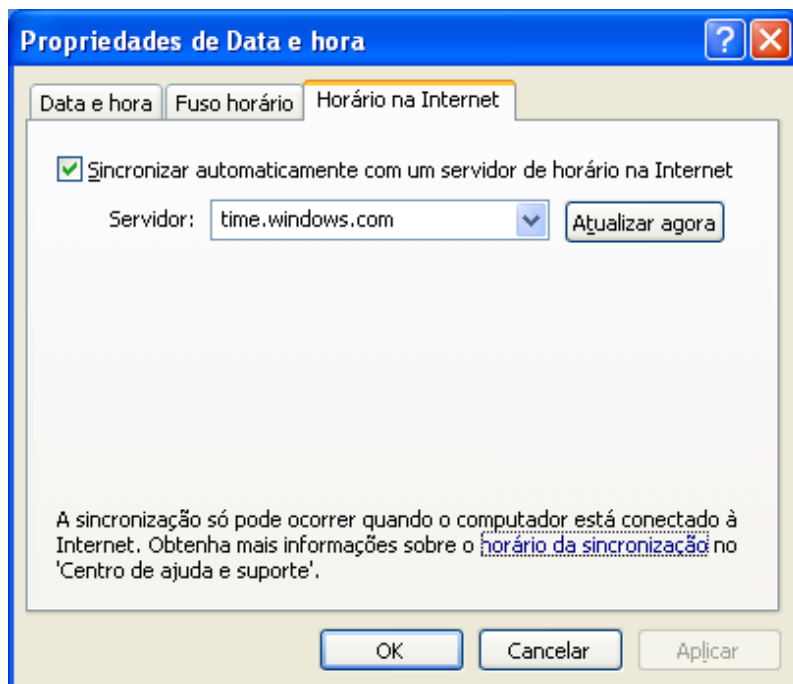 Propriedades de Data e hora
Data e hora Fuso horário Horário na Internet
Sincronizar automaticamente com um servidor de horário na Internet
Servidor: time.windows.com Atualizar agora
A sincronização só pode ocorrer quando o computador está conectado à
Internet. Obtenha mais informações sobre o horário da sincronização no
'Centro de ajuda e suporte'.
OK Cancelar Aplicar